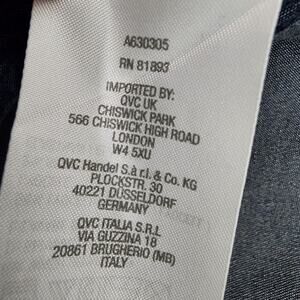 A630305
RN 81893
IMPORTED BY:
QVC UK
CHISWICK PARK
566 CHISWICK HIGH ROAD
LONDON
W4 5XU
QVC Handel S.à r.l. & Co. KG
PLOCKSTR. 30
40221 DÜSSELDORF
GERMANY
QVC ITALIA S.R.L
VIA GUZZINA 18
20861 BRUGHERIO (MB)
ITALY